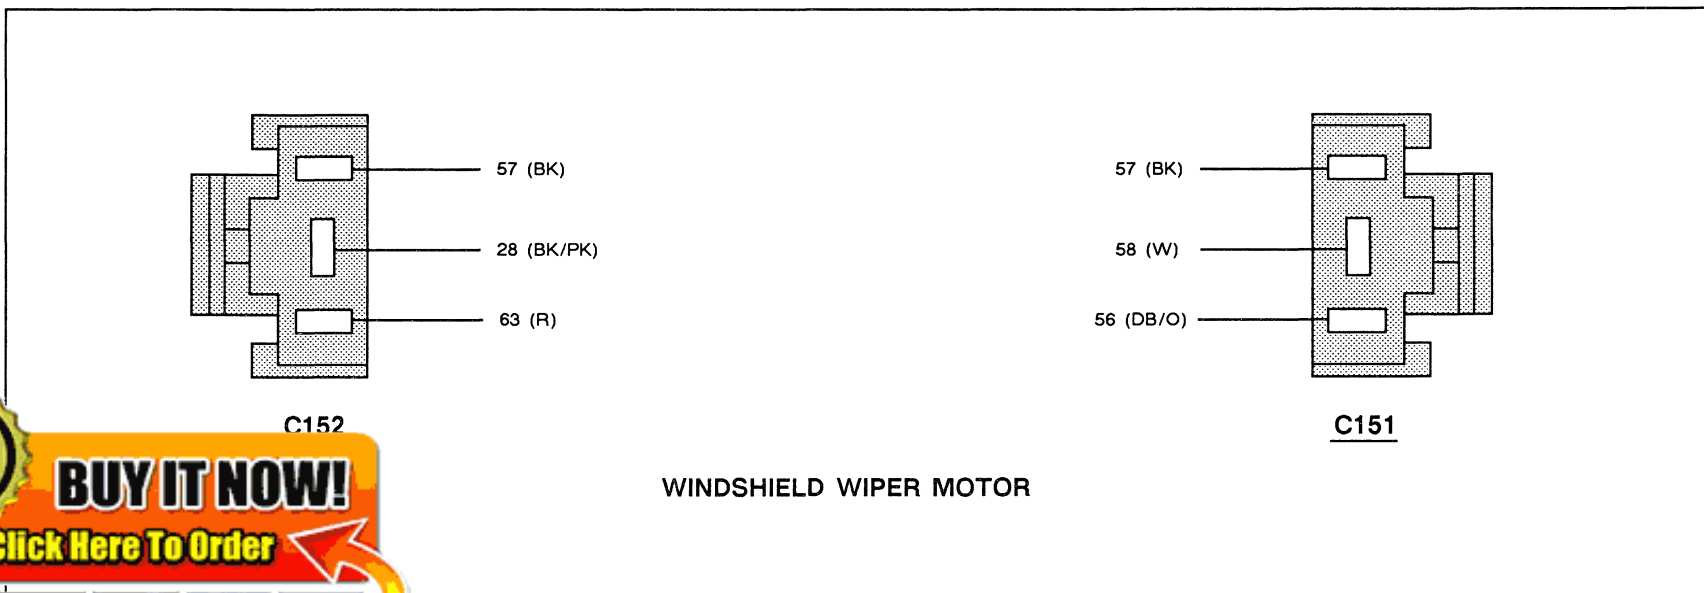 57 (BK)
28 (BK/PK)
63 (R)
C152
57 (BK)
58 (W)
56 (DB/O)
C151
WINDSHIELD WIPER MOTOR
BUY IT NOW!
Click Here To Order